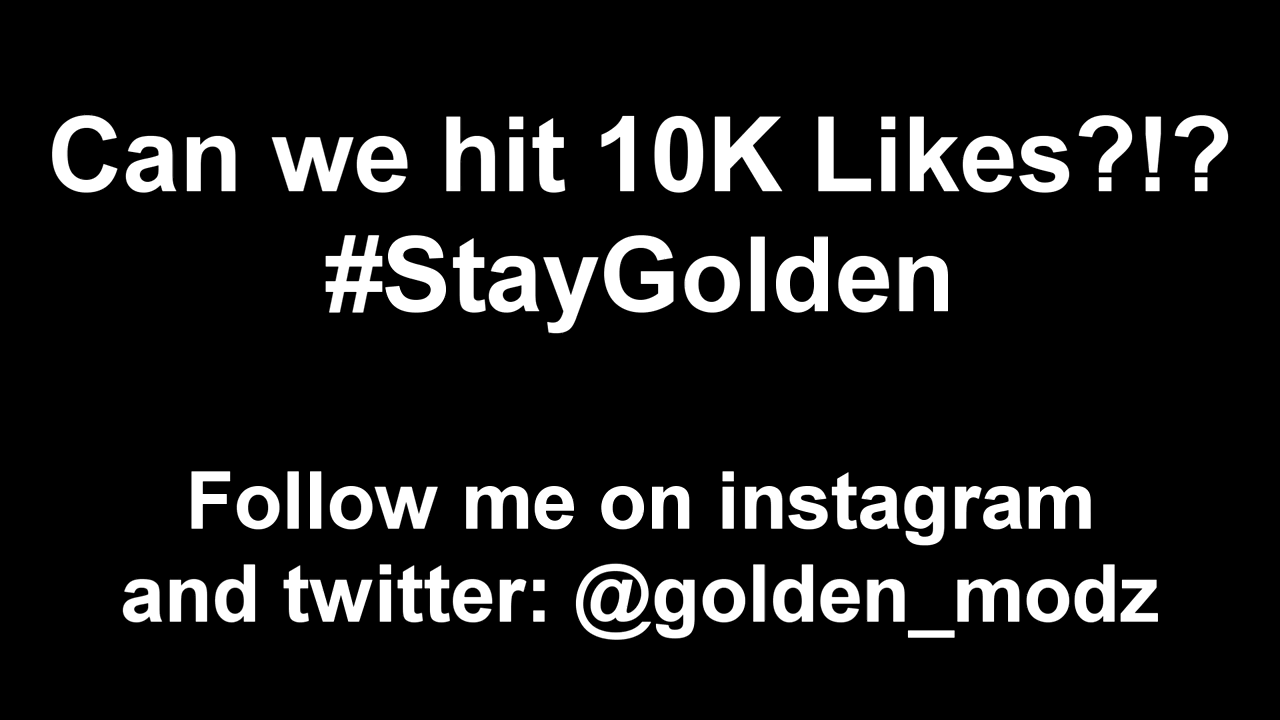 Can we hit 10K Likes?!?
#StayGolden
Follow me on instagram
and twitter: @golden_modz